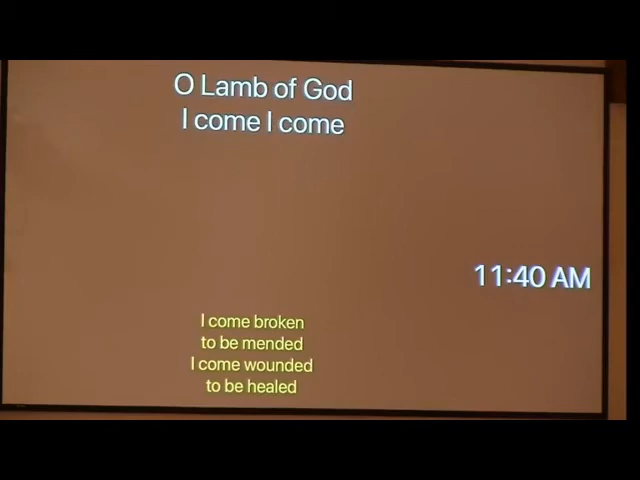 O Lamb of God
I come I come
11:40 AM
I come broken
to be mended
I come wounded
to be healed